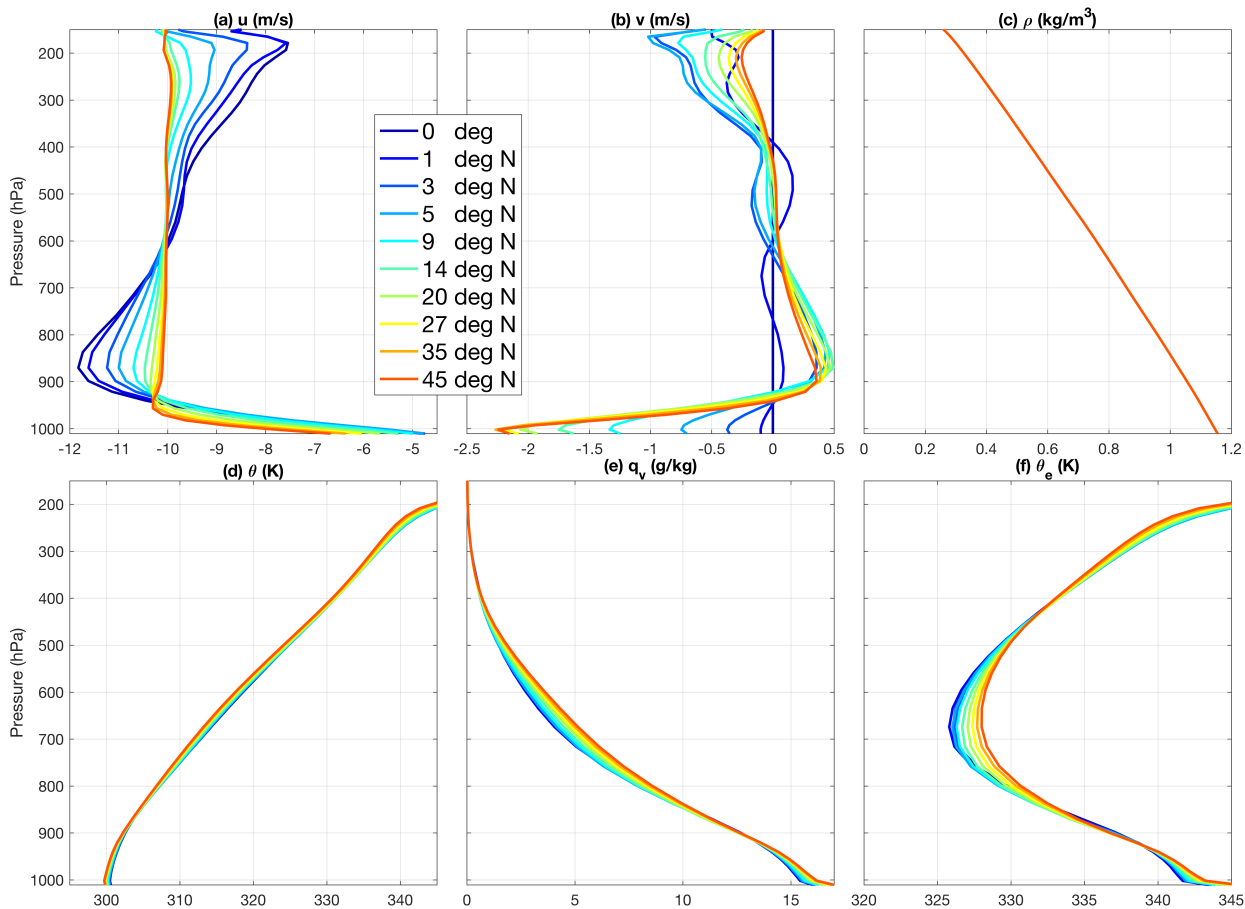 (a) u (m/s)
(b) v (m/s)
(c) ρ (kg/m³)
Pressure (hPa)
200
300
400
500
600
700
800
900
1000
-12 -11 -10 -9 -8 -7 -6 -5
-2.5 -2 -1.5 -1 -0.5 0 0.5
0 0.2 0.4 0.6 0.8 1 1.2
0 deg
1 deg N
3 deg N
5 deg N
9 deg N
14 deg N
20 deg N
27 deg N
35 deg N
45 deg N
(d) θ (K)
(e) qᵥ (g/kg)
(f) θₑ (K)
Pressure (hPa)
200
300
400
500
600
700
800
900
1000
300 310 320 330 340
0 5 10 15
320 325 330 335 340 345